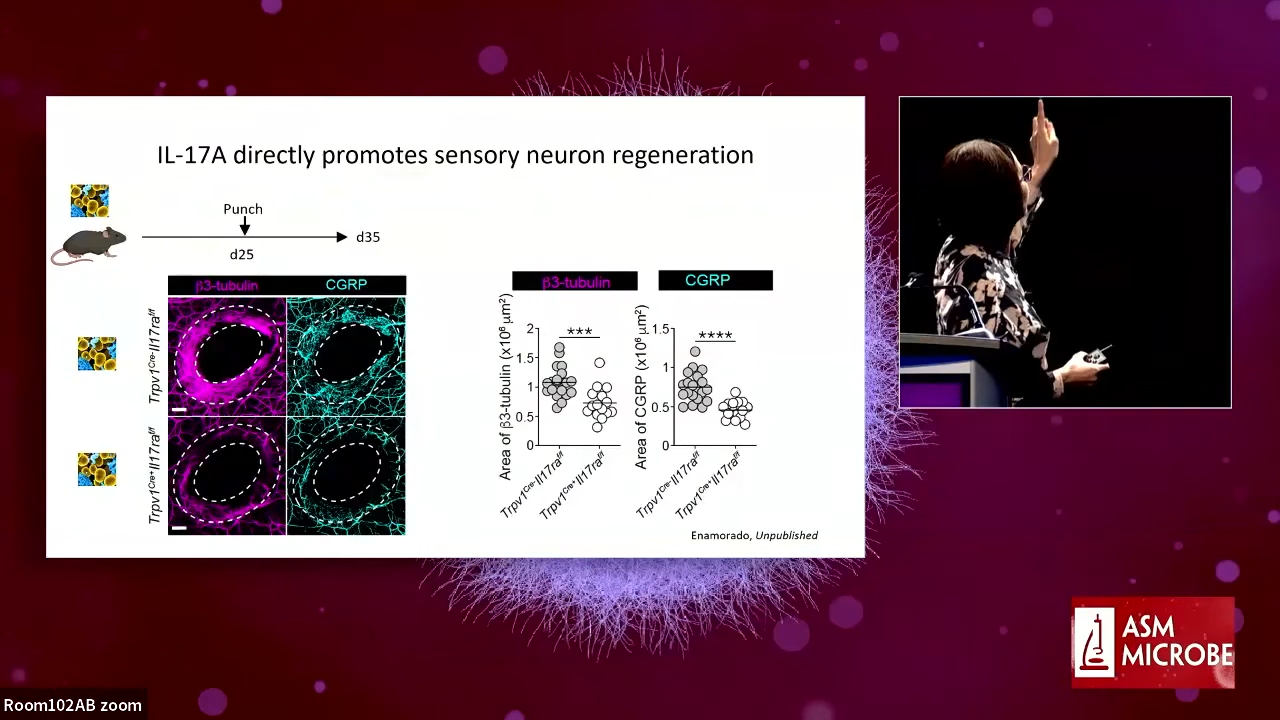 IL-17A directly promotes sensory neuron regeneration
Punch
d25
d35
β3-tubulin
CGRP
Trpv1Cre-Il17raf/f
Trpv1Cre+Il17raf/f
β3-tubulin
CGRP
Area of β3-tubulin (x10⁶ µm²)
2
1.5
1
0.5
0
***
Trpv1Cre-Il17raf/f
Trpv1Cre+Il17raf/f
Area of CGRP (x10⁶ µm²)
1.5
1
0.5
0
****
Trpv1Cre-Il17raf/f
Trpv1Cre+Il17raf/f
Enamorado, Unpublished
ASM
MICROBE
Room102AB zoom